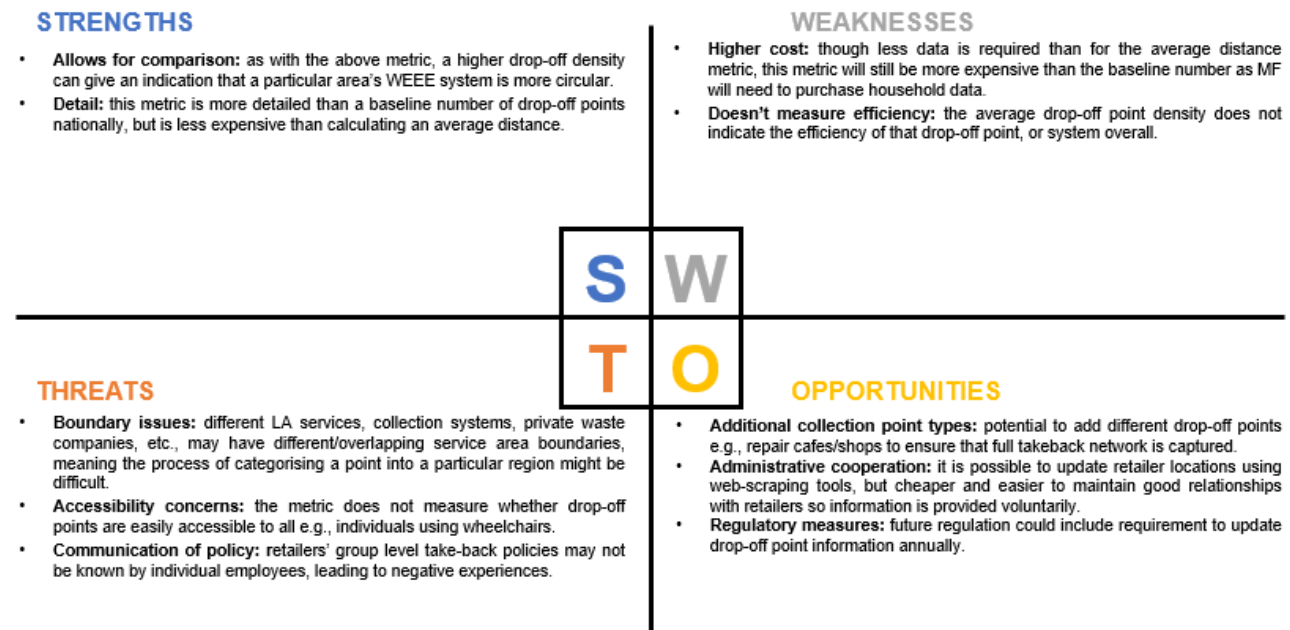 STRENGTHS
• Allows for comparison: as with the above metric, a higher drop-off density
can give an indication that a particular area's WEEE system is more circular.
• Detail: this metric is more detailed than a baseline number of drop-off points
nationally, but is less expensive than calculating an average distance.
WEAKNESSES
• Higher cost: though less data is required than for the average distance
metric, this metric will still be more expensive than the baseline number as MF
will need to purchase household data.
• Doesn't measure efficiency: the average drop-off point density does not
indicate the efficiency of that drop-off point, or system overall.
S W
T O
THREATS
• Boundary issues: different LA services, collection systems, private waste
companies, etc., may have different/overlapping service area boundaries,
meaning the process of categorising a point into a particular region might be
difficult.
• Accessibility concerns: the metric does not measure whether drop-off
points are easily accessible to all e.g., individuals using wheelchairs.
• Communication of policy: retailers' group level take-back policies may not
be known by individual employees, leading to negative experiences.
OPPORTUNITIES
• Additional collection point types: potential to add different drop-off points
e.g., repair cafes/shops to ensure that full takeback network is captured.
• Administrative cooperation: it is possible to update retailer locations using
web-scraping tools, but cheaper and easier to maintain good relationships
with retailers so information is provided voluntarily.
• Regulatory measures: future regulation could include requirement to update
drop-off point information annually.